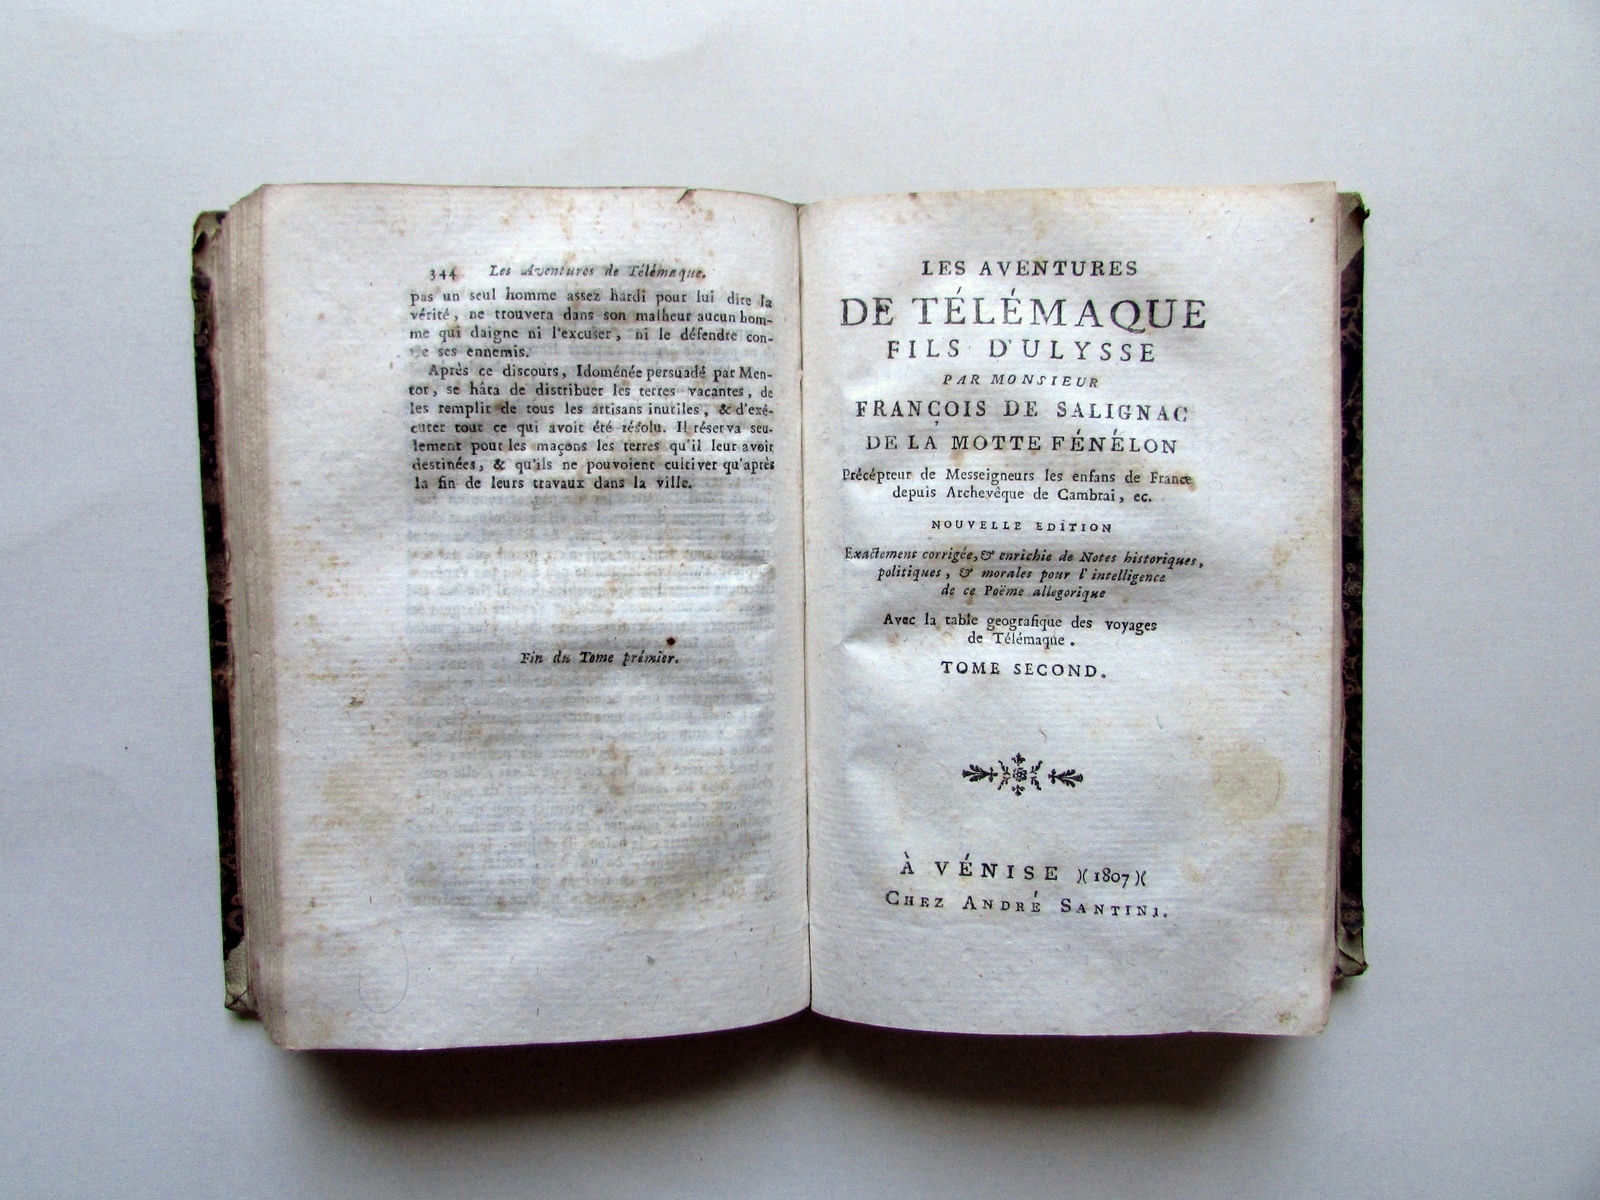 344 Les Aventures de Télémaque.
pas un seul homme assez hardi pour lui dire la
vérité, ne trouvera dans son malheur aucun hom-
me qui daigne ni l'excuser, ni le défendre con-
tre ses ennemis.
Après ce discours, Idoménée persuadé par Men-
tor, se hâta de distribuer les terres vacantes, de
les remplir de tous les artisans inutiles, & d'exé-
cuter tout ce qui avoit été résolu. Il réserva seu-
lement pour les maçons les terres qu'il leur avoir
destinées, & qu'ils ne pouvoient cultiver qu'après
la fin de leurs travaux dans la ville.
Fin du Tome prémier.
LES AVENTURES
DE TÉLÉMAQUE
FILS D'ULYSSE
PAR MONSIEUR
FRANÇOIS DE SALIGNAC
DE LA MOTTE FÉNÉLON
Précépteur de Messeigneurs les enfans de France
depuis Archevêque de Cambrai, ec.
NOUVELLE EDITION
Exactement corrigée, & enrichie de Notes historiques,
politiques, & morales pour l'intelligence
de ce Poëme allegorique
Avec la table geografique des voyages
de Télémaque.
TOME SECOND.
À VÉNISE )( 1807 )(
CHEZ ANDRÉ SANTINI.